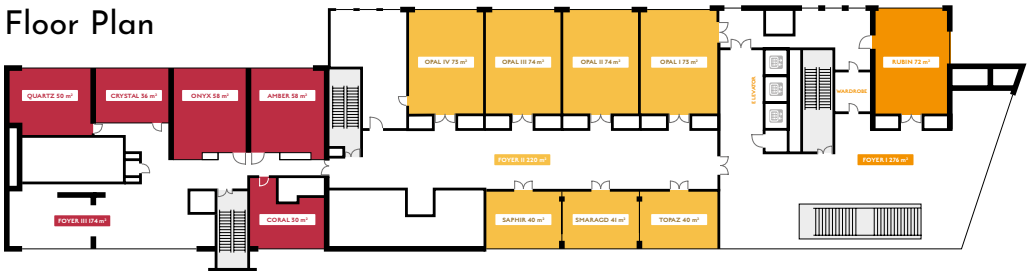 Floor Plan
OPAL IV 75 m²
OPAL III 74 m²
OPAL II 74 m²
OPAL I 75 m²
RUBIN 72 m²
QUARTZ 50 m²
CRYSTAL 36 m²
ONYX 58 m²
AMBER 58 m²
ELEVATOR
WARDROBE
FOYER II 220 m²
FOYER I 276 m²
FOYER III 174 m²
CORAL 30 m²
SAPHIR 40 m²
SMARAGD 41 m²
TOPAZ 40 m²